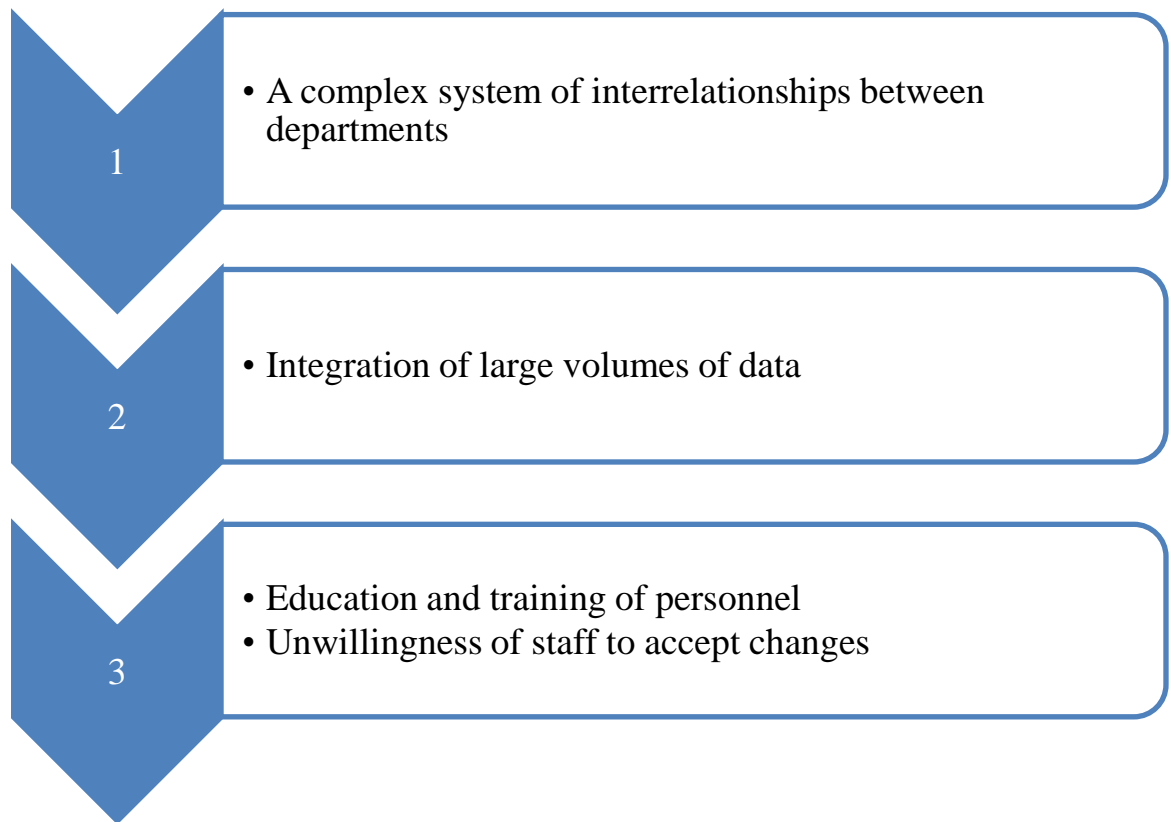 1
• A complex system of interrelationships between
departments
2
• Integration of large volumes of data
3
• Education and training of personnel
• Unwillingness of staff to accept changes